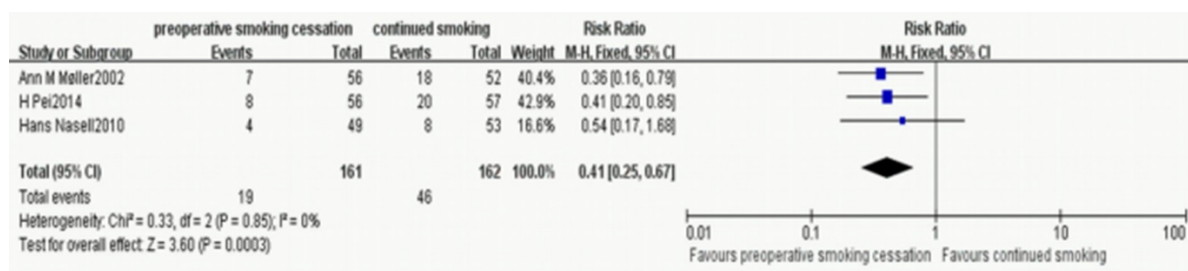 preoperative smoking cessation continued smoking Risk Ratio Risk Ratio
Study or Subgroup Events Total Events Total Weight M-H, Fixed, 95% CI M-H, Fixed, 95% CI
Ann M Møller2002 7 56 18 52 40.4% 0.36 [0.16, 0.79]
H Pei2014 8 56 20 57 42.9% 0.41 [0.20, 0.85]
Hans Nasell2010 4 49 8 53 16.6% 0.54 [0.17, 1.68]
Total (95% CI) 161 162 100.0% 0.41 [0.25, 0.67]
Total events 19 46
Heterogeneity: Chi² = 0.33, df = 2 (P = 0.85); I² = 0%
Test for overall effect: Z = 3.60 (P = 0.0003)
0.01 0.1 1 10 100
Favours preoperative smoking cessation Favours continued smoking